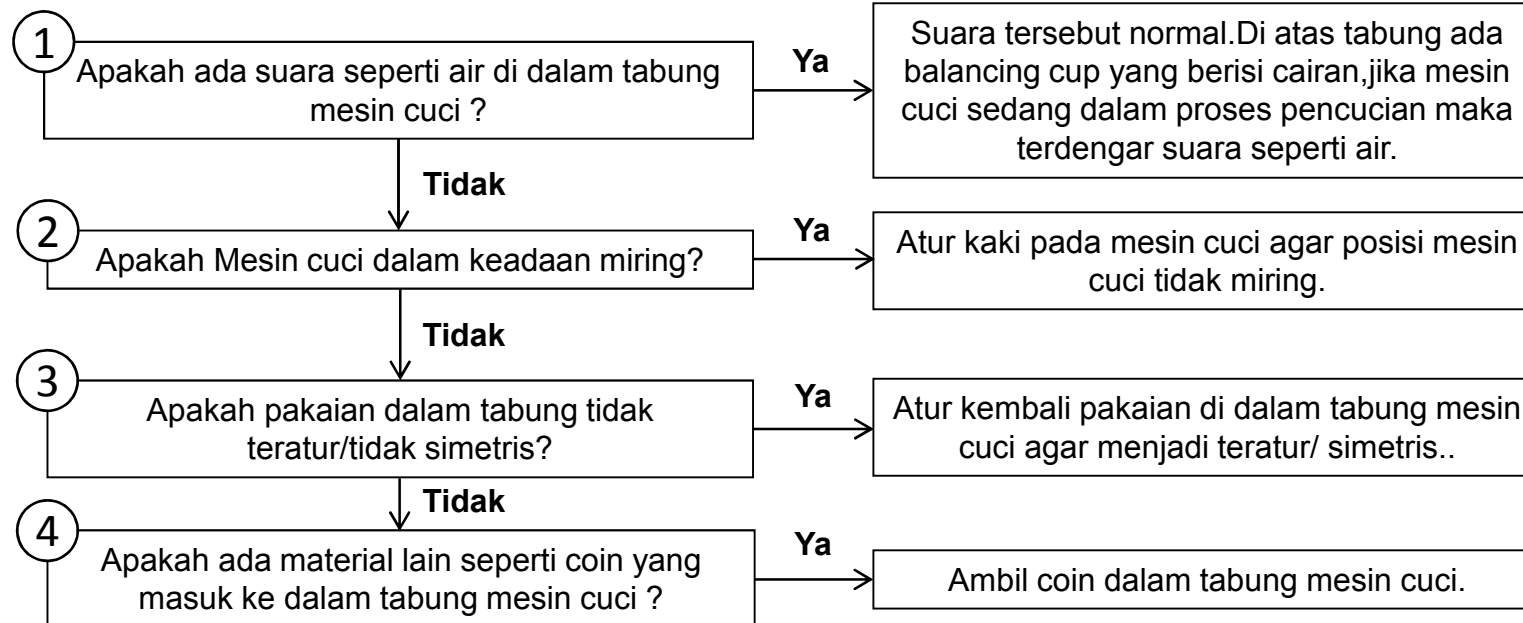 1
Apakah ada suara seperti air di dalam tabung
mesin cuci ?
Ya
Suara tersebut normal.Di atas tabung ada
balancing cup yang berisi cairan,jika mesin
cuci sedang dalam proses pencucian maka
terdengar suara seperti air.
Tidak
2
Apakah Mesin cuci dalam keadaan miring?
Ya
Atur kaki pada mesin cuci agar posisi mesin
cuci tidak miring.
Tidak
3
Apakah pakaian dalam tabung tidak
teratur/tidak simetris?
Ya
Atur kembali pakaian di dalam tabung mesin
cuci agar menjadi teratur/ simetris..
Tidak
4
Apakah ada material lain seperti coin yang
masuk ke dalam tabung mesin cuci ?
Ya
Ambil coin dalam tabung mesin cuci.